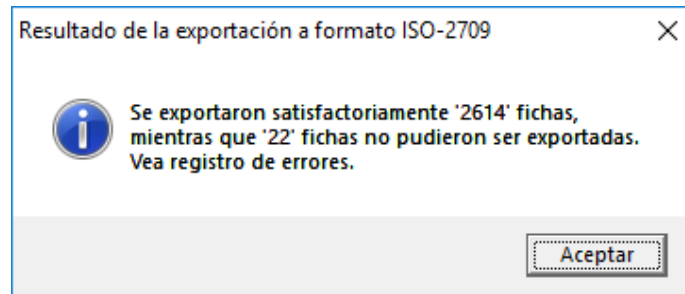 Resultado de la exportación a formato ISO-2709
Se exportaron satisfactoriamente '2614' fichas,
mientras que '22' fichas no pudieron ser exportadas.
Vea registro de errores.
Aceptar